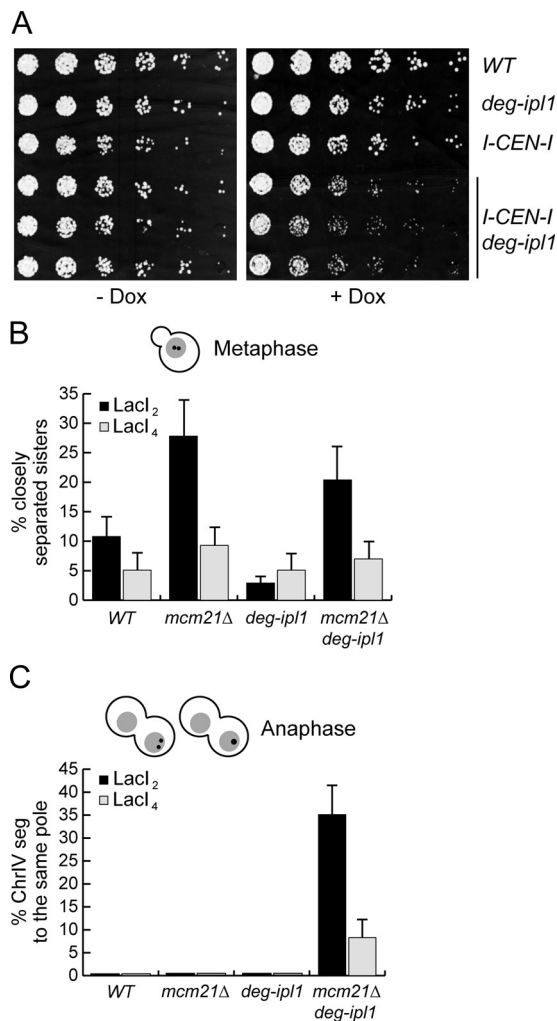 A
WT
deg-ipl1
I-CEN-I
I-CEN-I
deg-ipl1
- Dox
+ Dox
B
Metaphase
% closely
separated sisters
35
30
25
20
15
10
5
0
LacI2
LacI4
WT
mcm21Δ
deg-ipl1
mcm21Δ
deg-ipl1
C
Anaphase
% ChrIV seg
to the same pole
45
40
35
30
25
20
15
10
5
0
LacI2
LacI4
WT
mcm21Δ
deg-ipl1
mcm21Δ
deg-ipl1